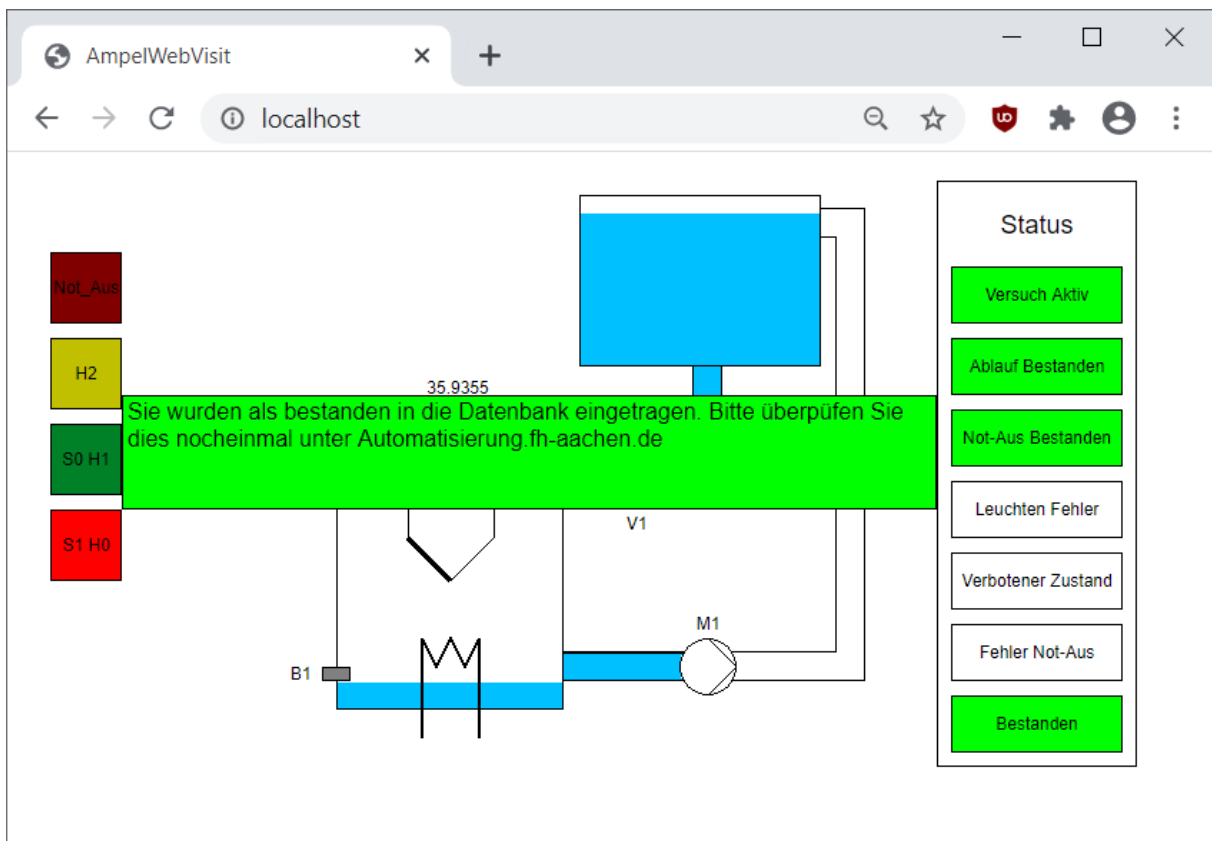 AmpelWebVisit
localhost
Status
Not_Aus
Versuch Aktiv
H2
35.9355
Ablauf Bestanden
Sie wurden als bestanden in die Datenbank eingetragen. Bitte überpüfen Sie
dies nocheinmal unter Automatisierung.fh-aachen.de
S0 H1
Not-Aus Bestanden
S1 H0
V1
Leuchten Fehler
Verbotener Zustand
M1
Fehler Not-Aus
B1
Bestanden